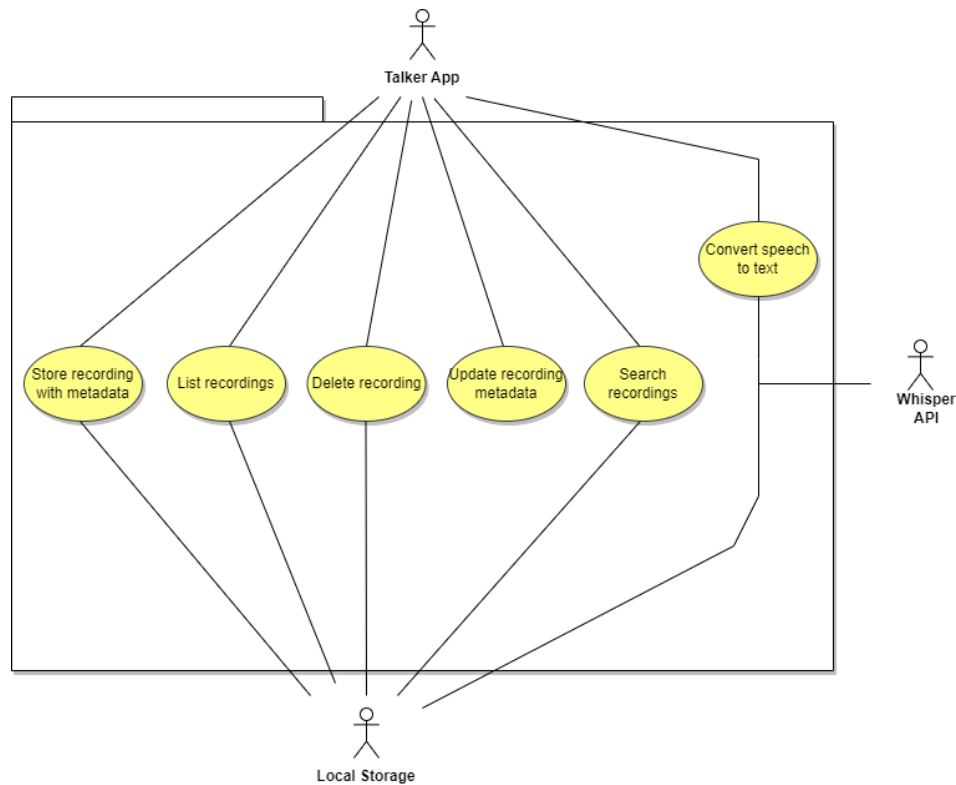 Talker App
Convert speech
to text
Store recording
with metadata
List recordings
Delete recording
Update recording
metadata
Search
recordings
Whisper
API
Local Storage